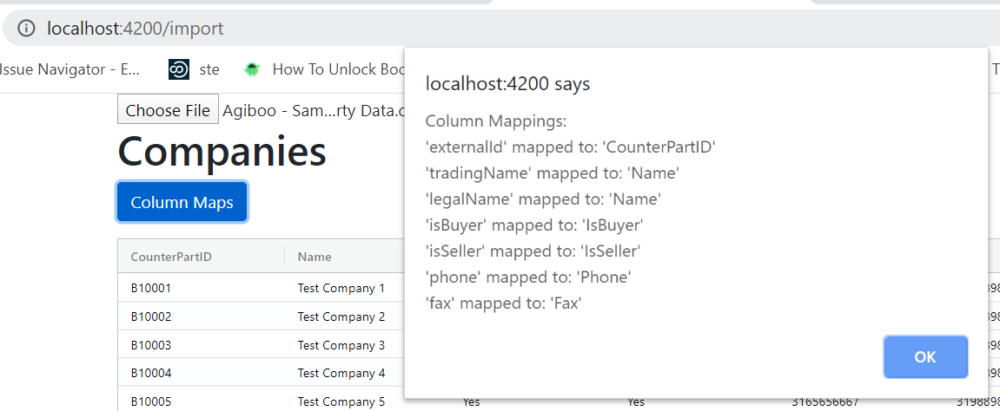 localhost:4200/import
Issue Navigator - E...
ste
How To Unlock Boo
T
Choose File Agiboo - Sam...rty Data.c
Companies
Column Maps
localhost:4200 says
Column Mappings:
'externalId' mapped to: 'CounterPartID'
'tradingName' mapped to: 'Name'
'legalName' mapped to: 'Name'
'isBuyer' mapped to: 'IsBuyer'
'isSeller' mapped to: 'IsSeller'
'phone' mapped to: 'Phone'
'fax' mapped to: 'Fax'
OK
CounterPartID Name
B10001 Test Company 1
B10002 Test Company 2
B10003 Test Company 3
B10004 Test Company 4
B10005 Test Company 5 Yes Yes 3165656667 3198898